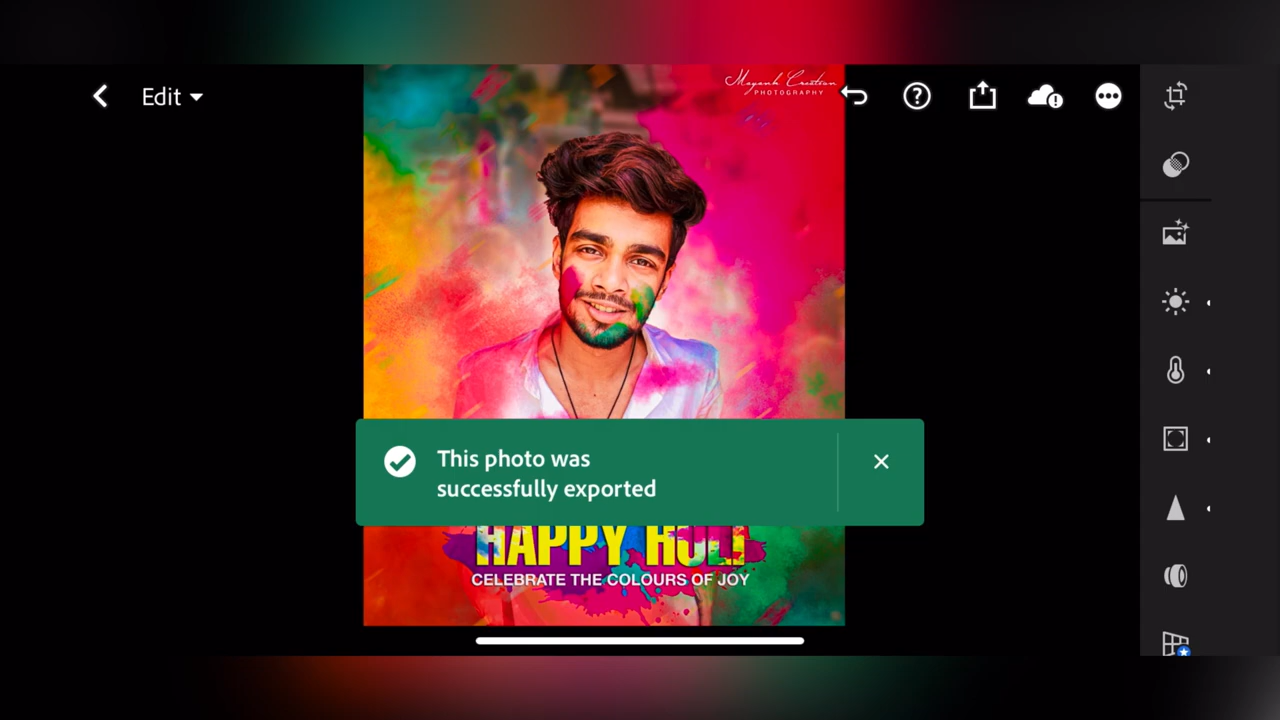 Edit
Mayank Creation
PHOTOGRAPHY
This photo was
successfully exported
HAPPY HOLI
CELEBRATE THE COLOURS OF JOY